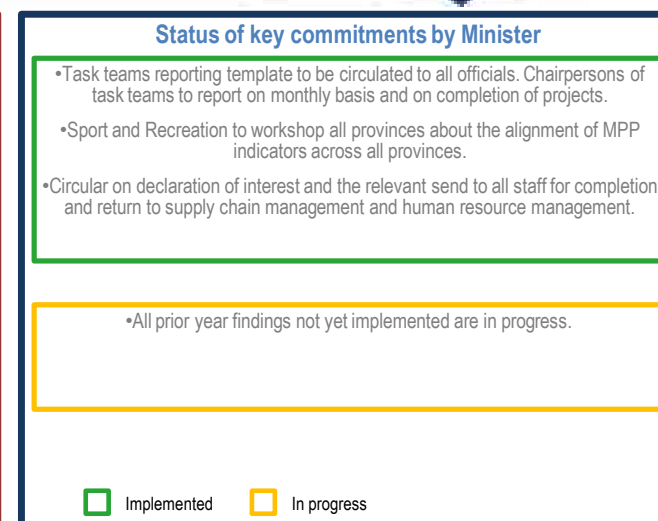 Status of key commitments by Minister
•Task teams reporting template to be circulated to all officials. Chairpersons of
task teams to report on monthly basis and on completion of projects.
•Sport and Recreation to workshop all provinces about the alignment of MPP
indicators across all provinces.
•Circular on declaration of interest and the relevant send to all staff for completion
and return to supply chain management and human resource management.
•All prior year findings not yet implemented are in progress.
Implemented In progress